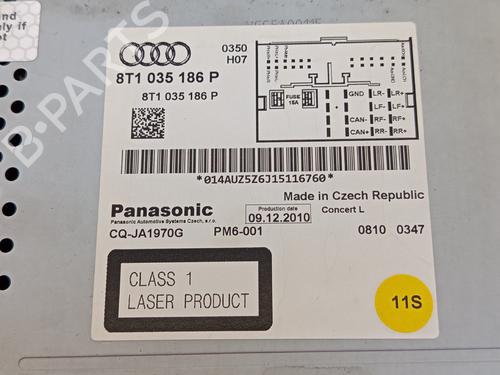 8T1 035 186 P
8T1 035 186 P
0350
H07
FUSE
15A
GND LR- LR+
LF- LF+
CAN- RF- RF+
CAN+ RR- RR+
*014AUZ5Z6J15116760*
Made in Czech Republic
Panasonic
Panasonic Automotive Systems Czech, s.r.o.
Production date
09.12.2010
Concert L
CQ-JA1970G PM6-001 0810 0347
CLASS 1
LASER PRODUCT
11S
B-PARTS